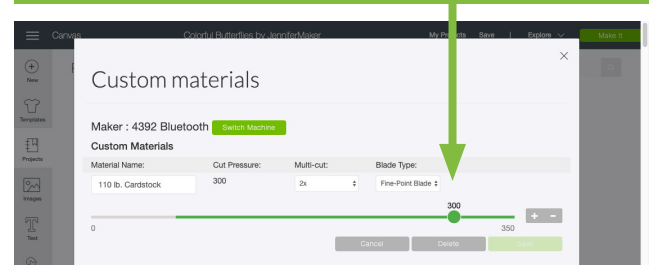 Canvas
Colorful Butterflies by JenniferMaker
My Projects Save | Explore
Make It
New
Templates
Projects
Images
Text
Custom materials
Maker : 4392 Bluetooth Switch Machine
Custom Materials
Material Name: Cut Pressure: Multi-cut: Blade Type:
110 lb. Cardstock 300 2x Fine-Point Blade
300
+ -
0 350
Cancel Delete